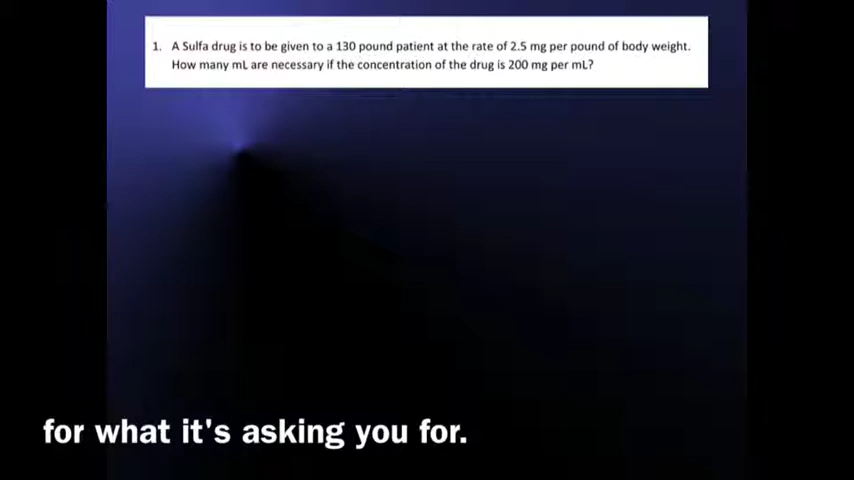 1. A Sulfa drug is to be given to a 130 pound patient at the rate of 2.5 mg per pound of body weight.
How many mL are necessary if the concentration of the drug is 200 mg per mL?
for what it's asking you for.